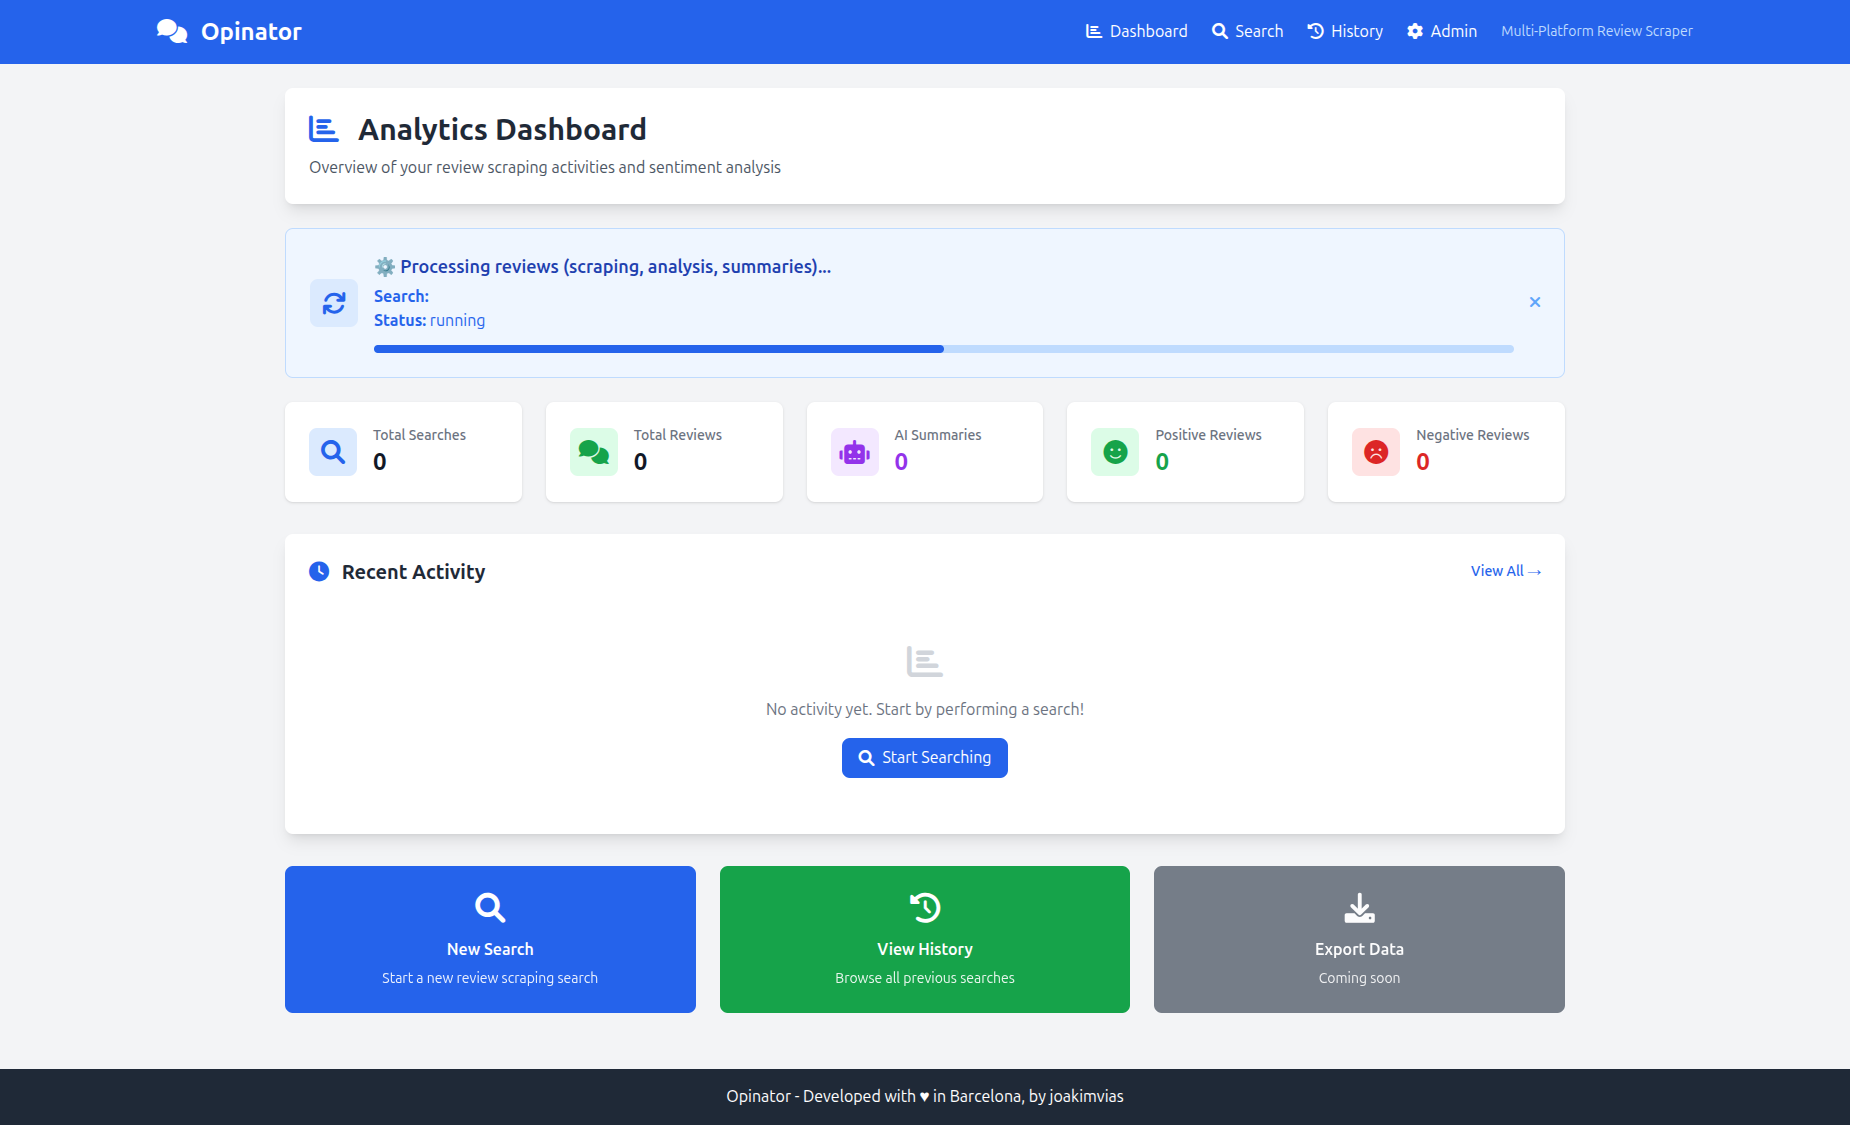 Opinator
Dashboard
Search
History
Admin
Multi-Platform Review Scraper
Analytics Dashboard
Overview of your review scraping activities and sentiment analysis
⚙️ Processing reviews (scraping, analysis, summaries)...
Search:
Status: running
×
Total Searches
0
Total Reviews
0
AI Summaries
0
Positive Reviews
0
Negative Reviews
0
Recent Activity
View All →
No activity yet. Start by performing a search!
Start Searching
New Search
Start a new review scraping search
View History
Browse all previous searches
Export Data
Coming soon
Opinator - Developed with ♥ in Barcelona, by joakimvias